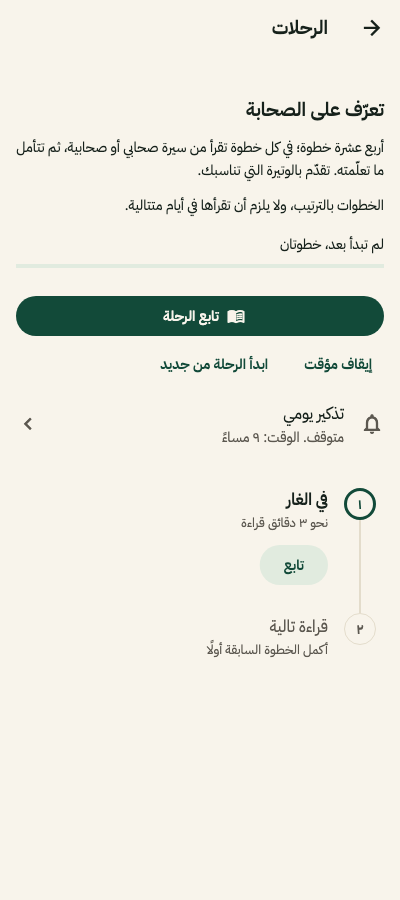 الرحلات
تعرّف على الصحابة
أربع عشرة خطوة؛ في كل خطوة تقرأ من سيرة صحابي أو صحابية، ثم تتأمل
ما تعلّمته. تقدّم بالوتيرة التي تناسبك.
الخطوات بالترتيب، ولا يلزم أن تقرأها في أيام متتالية.
لم تبدأ بعد، خطوتان
تابع الرحلة
إيقاف مؤقت
ابدأ الرحلة من جديد
تذكير يومي
متوقف. الوقت: ٩ مساءً
١
في الغار
نحو ٣ دقائق قراءة
تابع
٢
قراءة تالية
أكمل الخطوة السابقة أولًا